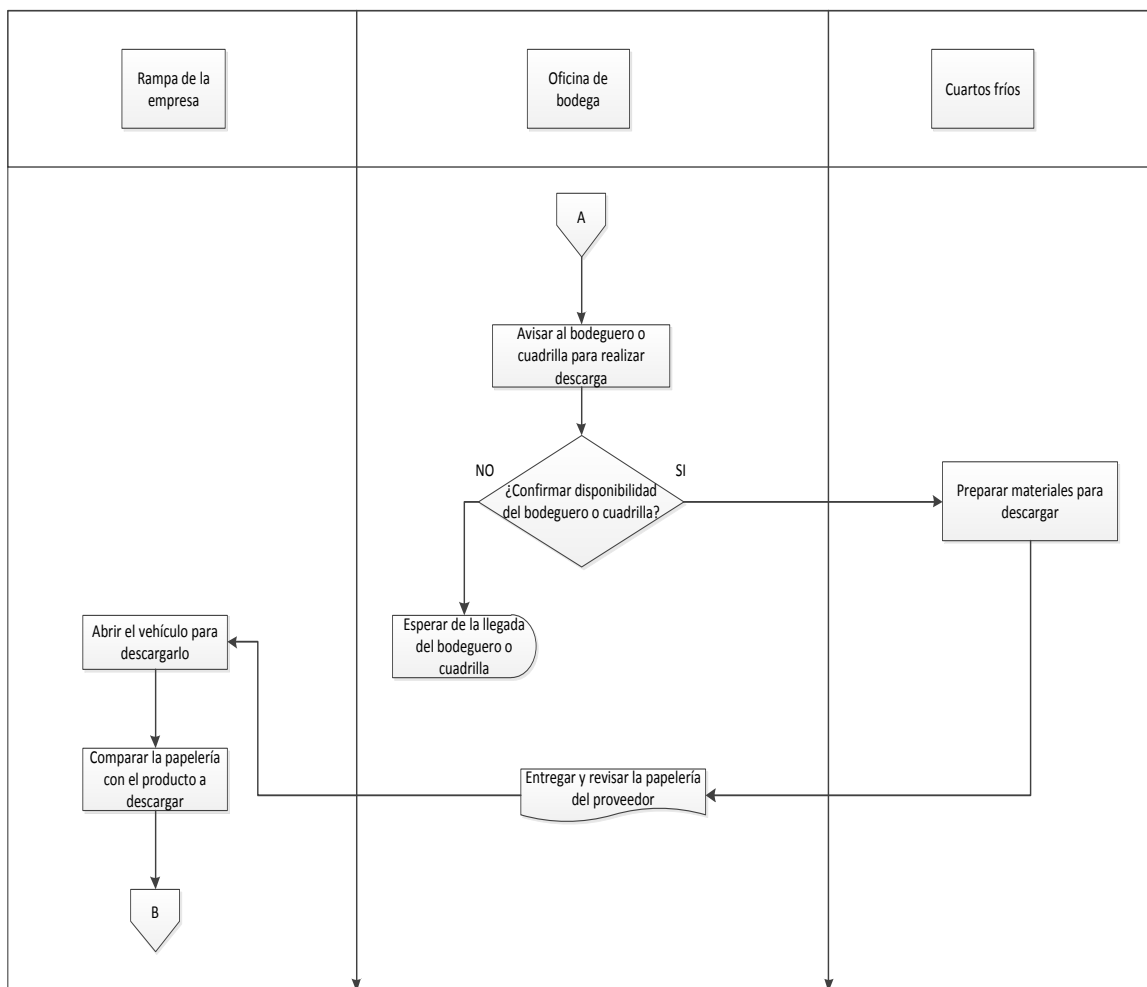 Rampa de la
empresa
Oficina de
bodega
Cuartos fríos
A
Avisar al bodeguero o
cuadrilla para realizar
descarga
NO
SI
¿Confirmar disponibilidad
del bodeguero o cuadrilla?
Preparar materiales para
descargar
Esperar de la llegada
del bodeguero o
cuadrilla
Abrir el vehículo para
descargarlo
Entregar y revisar la papelería
del proveedor
Comparar la papelería
con el producto a
descargar
B